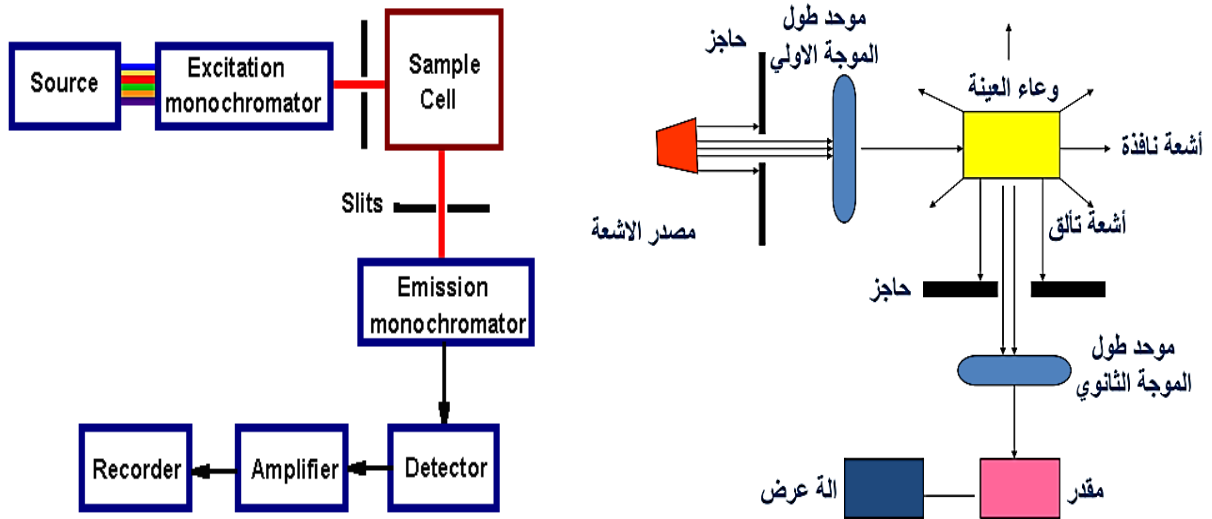 Source
Excitation
monochromator
Sample
Cell
Slits
Emission
monochromator
Recorder
Amplifier
Detector
موحد طول
الموجة الاولي
حاجز
وعاء العينة
أشعة نافذة
مصدر الاشعة
أشعة تألق
حاجز
موحد طول
الموجة الثانوي
الة عرض
مقدر